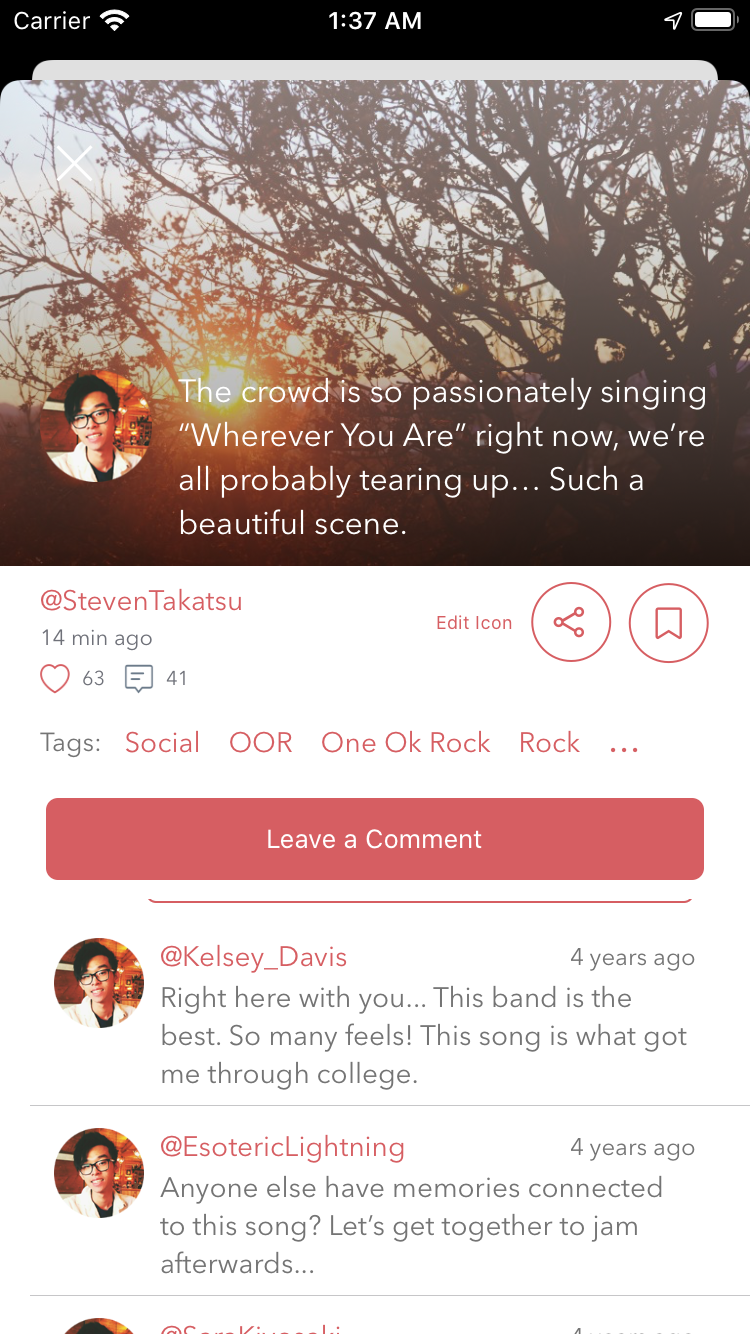 Carrier 1:37 AM
The crowd is so passionately singing
“Wherever You Are” right now, we’re
all probably tearing up… Such a
beautiful scene.
@StevenTakatsu
14 min ago
Edit Icon
63 41
Tags: Social OOR One Ok Rock Rock ...
Leave a Comment
@Kelsey_Davis 4 years ago
Right here with you... This band is the
best. So many feels! This song is what got
me through college.
@EsotericLightning 4 years ago
Anyone else have memories connected
to this song? Let’s get together to jam
afterwards...